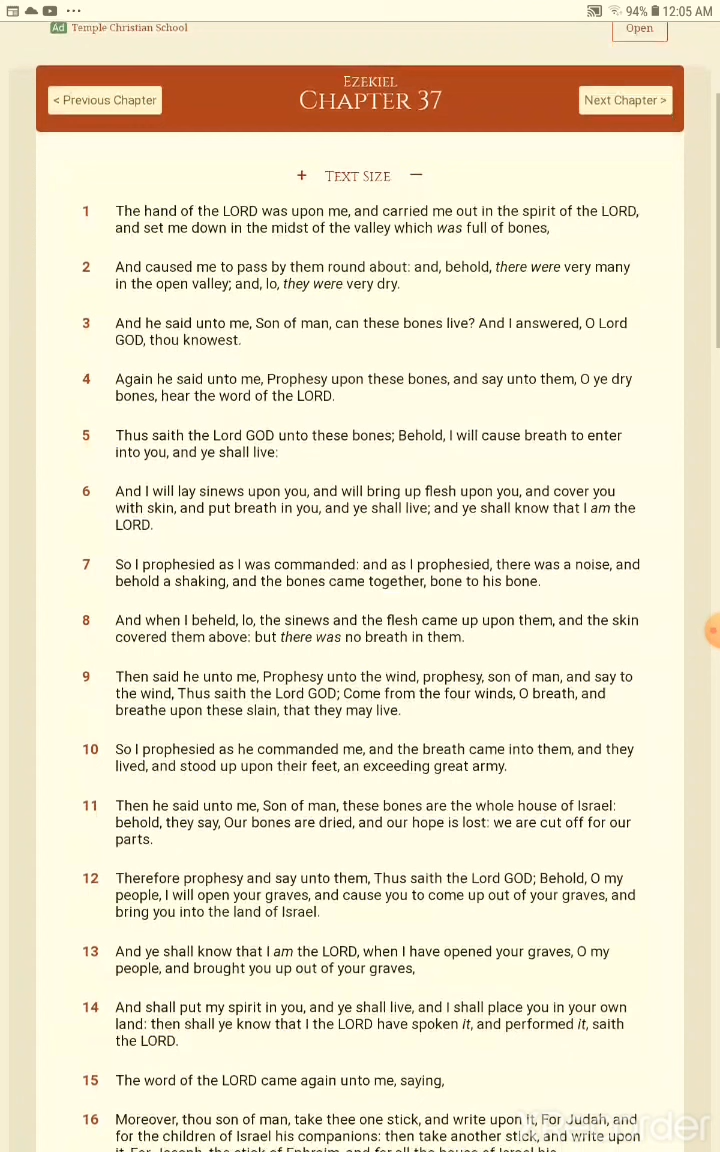 94% 12:05 AM
Ad Temple Christian School
Open
EZEKIEL
< Previous Chapter CHAPTER 37 Next Chapter >
+ TEXT SIZE −
1 The hand of the LORD was upon me, and carried me out in the spirit of the LORD,
and set me down in the midst of the valley which was full of bones,
2 And caused me to pass by them round about: and, behold, there were very many
in the open valley; and, lo, they were very dry.
3 And he said unto me, Son of man, can these bones live? And I answered, O Lord
GOD, thou knowest.
4 Again he said unto me, Prophesy upon these bones, and say unto them, O ye dry
bones, hear the word of the LORD.
5 Thus saith the Lord GOD unto these bones; Behold, I will cause breath to enter
into you, and ye shall live:
6 And I will lay sinews upon you, and will bring up flesh upon you, and cover you
with skin, and put breath in you, and ye shall live; and ye shall know that I am the
LORD.
7 So I prophesied as I was commanded: and as I prophesied, there was a noise, and
behold a shaking, and the bones came together, bone to his bone.
8 And when I beheld, lo, the sinews and the flesh came up upon them, and the skin
covered them above: but there was no breath in them.
9 Then said he unto me, Prophesy unto the wind, prophesy, son of man, and say to
the wind, Thus saith the Lord GOD; Come from the four winds, O breath, and
breathe upon these slain, that they may live.
10 So I prophesied as he commanded me, and the breath came into them, and they
lived, and stood up upon their feet, an exceeding great army.
11 Then he said unto me, Son of man, these bones are the whole house of Israel:
behold, they say, Our bones are dried, and our hope is lost: we are cut off for our
parts.
12 Therefore prophesy and say unto them, Thus saith the Lord GOD; Behold, O my
people, I will open your graves, and cause you to come up out of your graves, and
bring you into the land of Israel.
13 And ye shall know that I am the LORD, when I have opened your graves, O my
people, and brought you up out of your graves,
14 And shall put my spirit in you, and ye shall live, and I shall place you in your own
land: then shall ye know that I the LORD have spoken it, and performed it, saith
the LORD.
15 The word of the LORD came again unto me, saying,
16 Moreover, thou son of man, take thee one stick, and write upon it, For Judah, and
for the children of Israel his companions: then take another stick, and write upon
it, For Joseph, the stick of Ephraim, and for all the house of Israel his